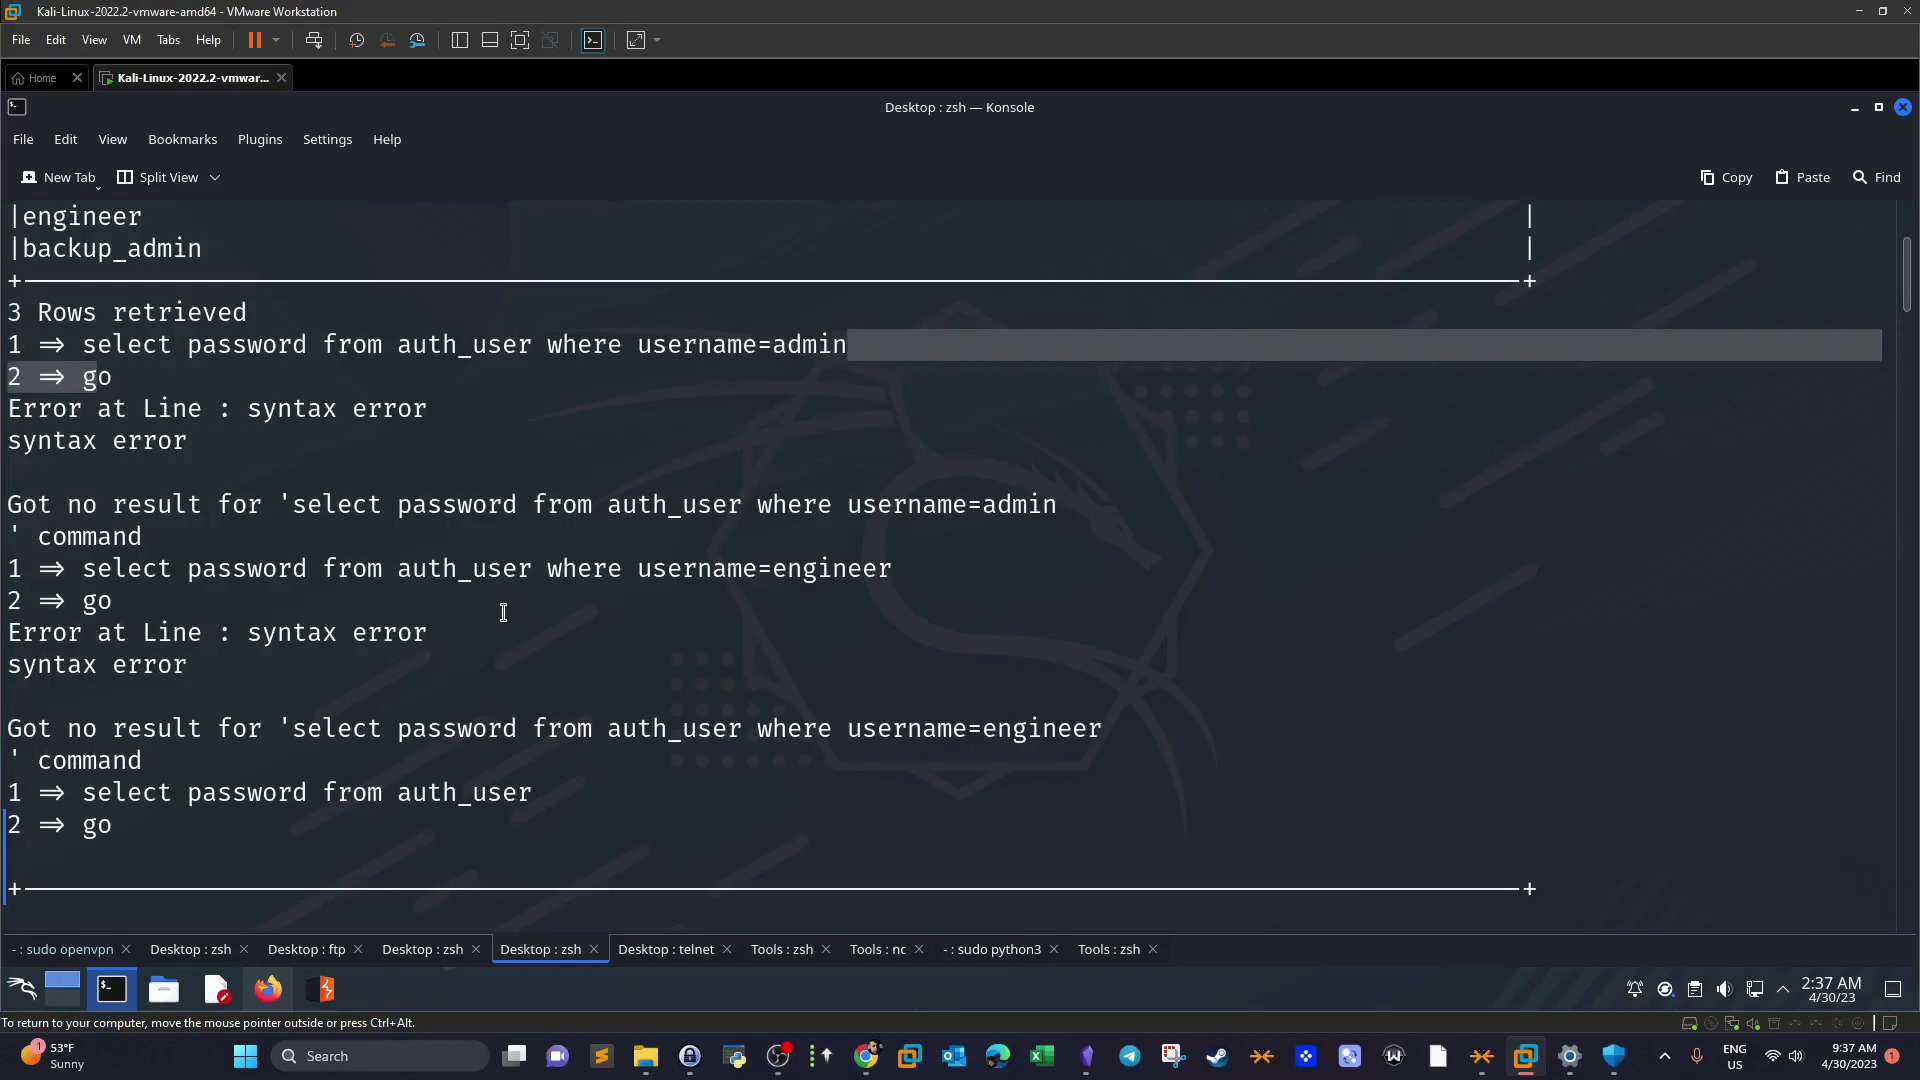 Kali-Linux-2022.2-vmware-amd64 - VMware Workstation
File Edit View VM Tabs Help
Home Kali-Linux-2022.2-vmwar...
Desktop : zsh — Konsole
File Edit View Bookmarks Plugins Settings Help
New Tab Split View Copy Paste Find
|engineer |
|backup_admin |
+————————————————————+
3 Rows retrieved
1 ⇒ select password from auth_user where username=admin
2 ⇒ go
Error at Line : syntax error
syntax error
Got no result for 'select password from auth_user where username=admin
' command
1 ⇒ select password from auth_user where username=engineer
2 ⇒ go
Error at Line : syntax error
syntax error
Got no result for 'select password from auth_user where username=engineer
' command
1 ⇒ select password from auth_user
2 ⇒ go
+————————————————————+
- : sudo openvpn Desktop : zsh Desktop : ftp Desktop : zsh Desktop : zsh Desktop : telnet Tools : zsh Tools : nc - : sudo python3 Tools : zsh
2:37 AM
4/30/23
To return to your computer, move the mouse pointer outside or press Ctrl+Alt.
1
53°F
Sunny
Search
ENG
US
9:37 AM
4/30/2023
1